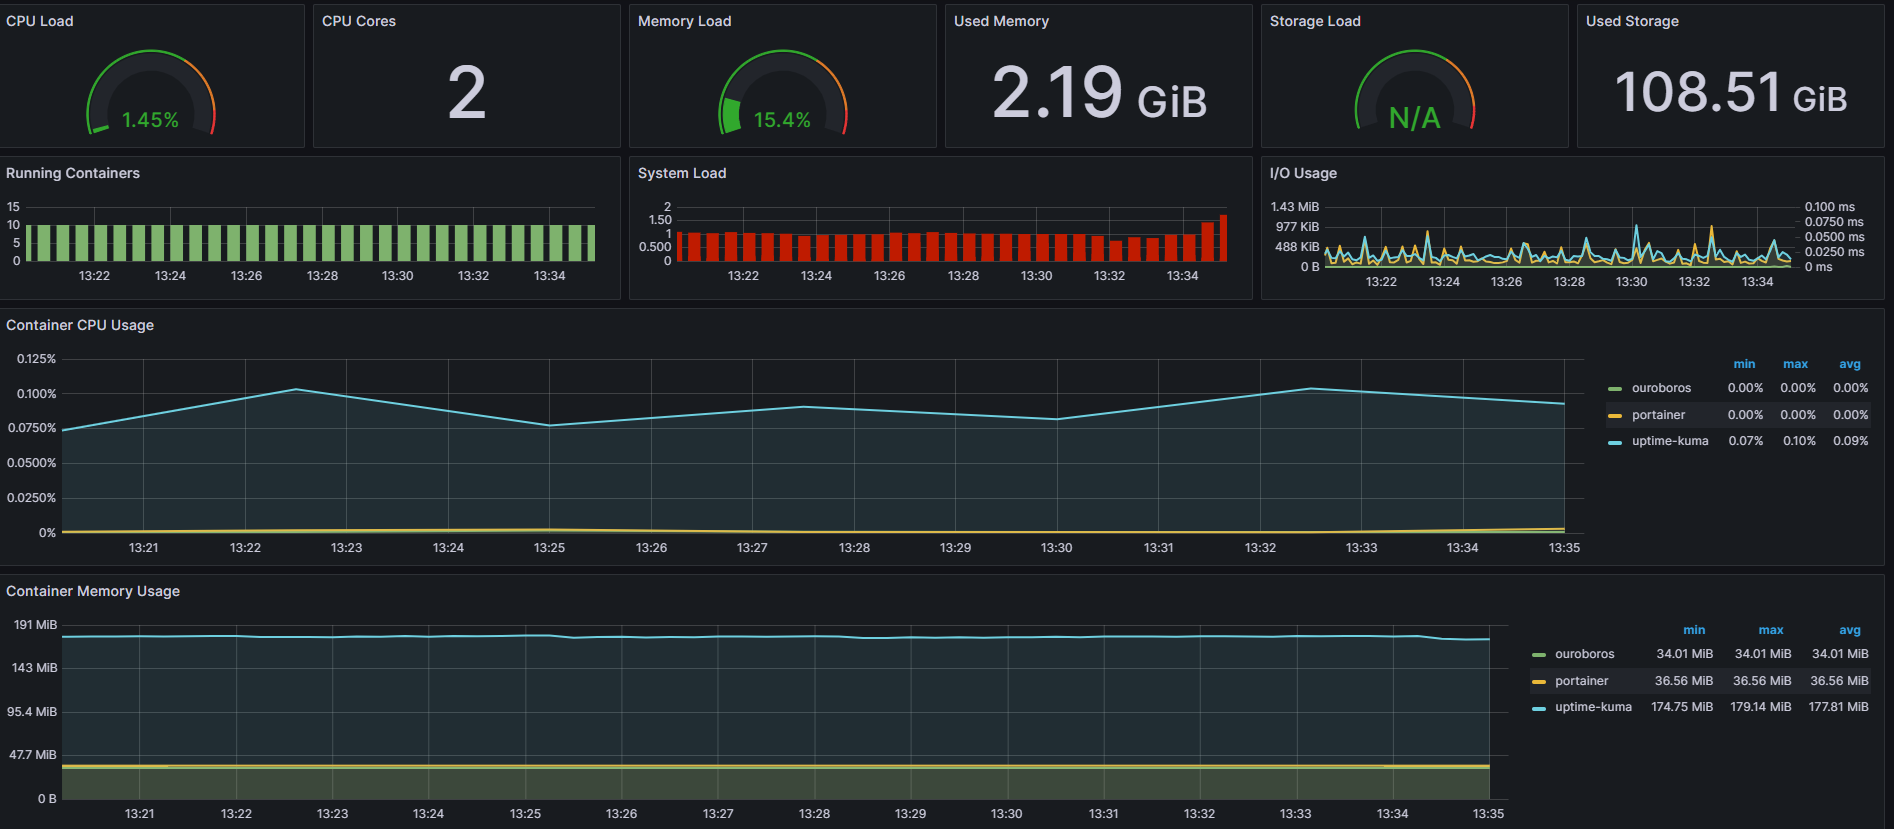 CPU Load
1.45%
CPU Cores
2
Memory Load
15.4%
Used Memory
2.19 GiB
Storage Load
N/A
Used Storage
108.51 GiB
Running Containers
15
10
5
0
13:22 13:24 13:26 13:28 13:30 13:32 13:34
System Load
2
1.50
1
0.500
0
13:22 13:24 13:26 13:28 13:30 13:32 13:34
I/O Usage
1.43 MiB 0.100 ms
977 KiB 0.0750 ms
0.0500 ms
488 KiB 0.0250 ms
0 B 0 ms
13:22 13:24 13:26 13:28 13:30 13:32 13:34
Container CPU Usage
0.125%
0.100%
0.0750%
0.0500%
0.0250%
0%
13:21 13:22 13:23 13:24 13:25 13:26 13:27 13:28 13:29 13:30 13:31 13:32 13:33 13:34 13:35
min max avg
ouroboros 0.00% 0.00% 0.00%
portainer 0.00% 0.00% 0.00%
uptime-kuma 0.07% 0.10% 0.09%
Container Memory Usage
191 MiB
143 MiB
95.4 MiB
47.7 MiB
0 B
13:21 13:22 13:23 13:24 13:25 13:26 13:27 13:28 13:29 13:30 13:31 13:32 13:33 13:34 13:35
min max avg
ouroboros 34.01 MiB 34.01 MiB 34.01 MiB
portainer 36.56 MiB 36.56 MiB 36.56 MiB
uptime-kuma 174.75 MiB 179.14 MiB 177.81 MiB